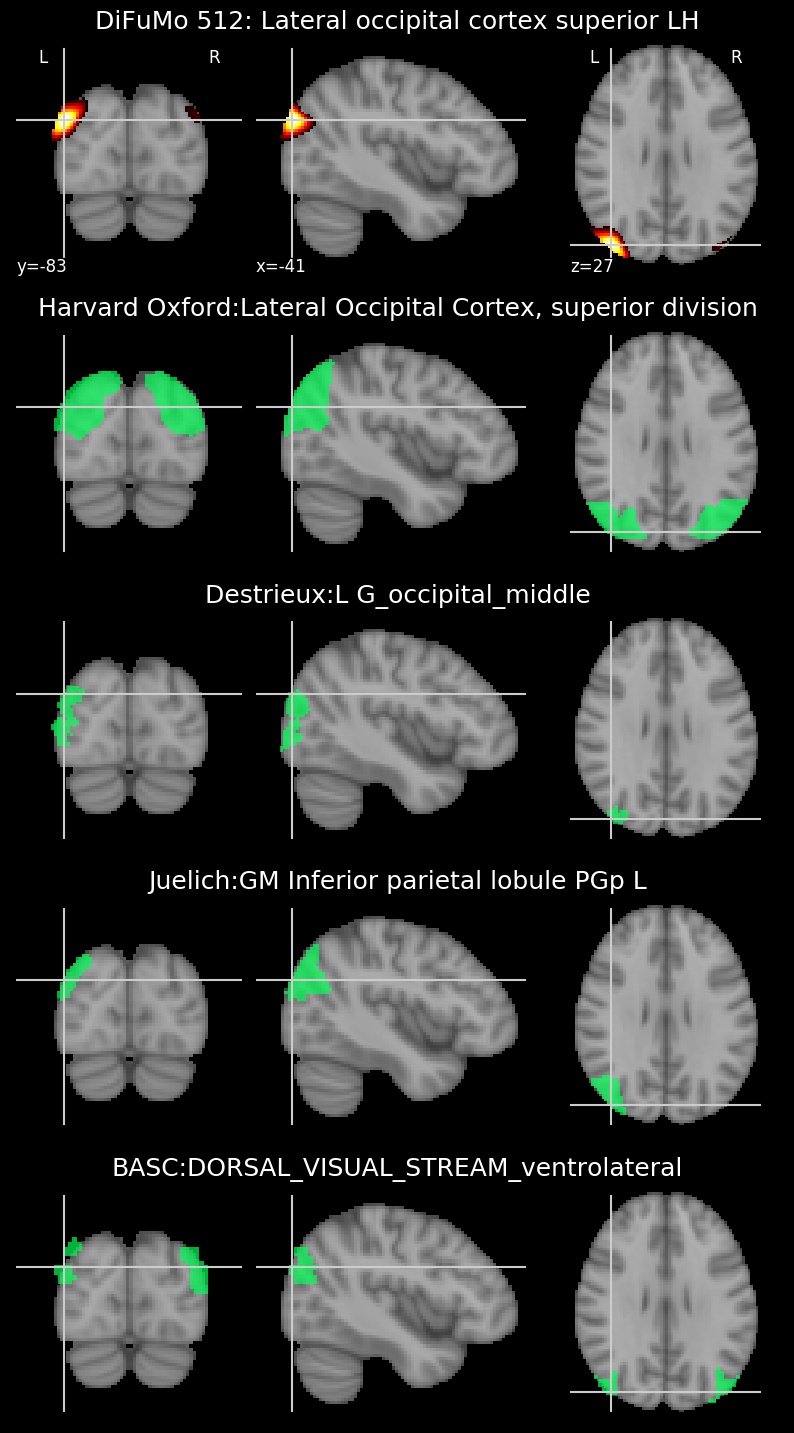 DiFuMo 512: Lateral occipital cortex superior LH
L R L R
y=-83 x=-41 z=27
Harvard Oxford:Lateral Occipital Cortex, superior division
Destrieux:L G_occipital_middle
Juelich:GM Inferior parietal lobule PGp L
BASC:DORSAL_VISUAL_STREAM_ventrolateral